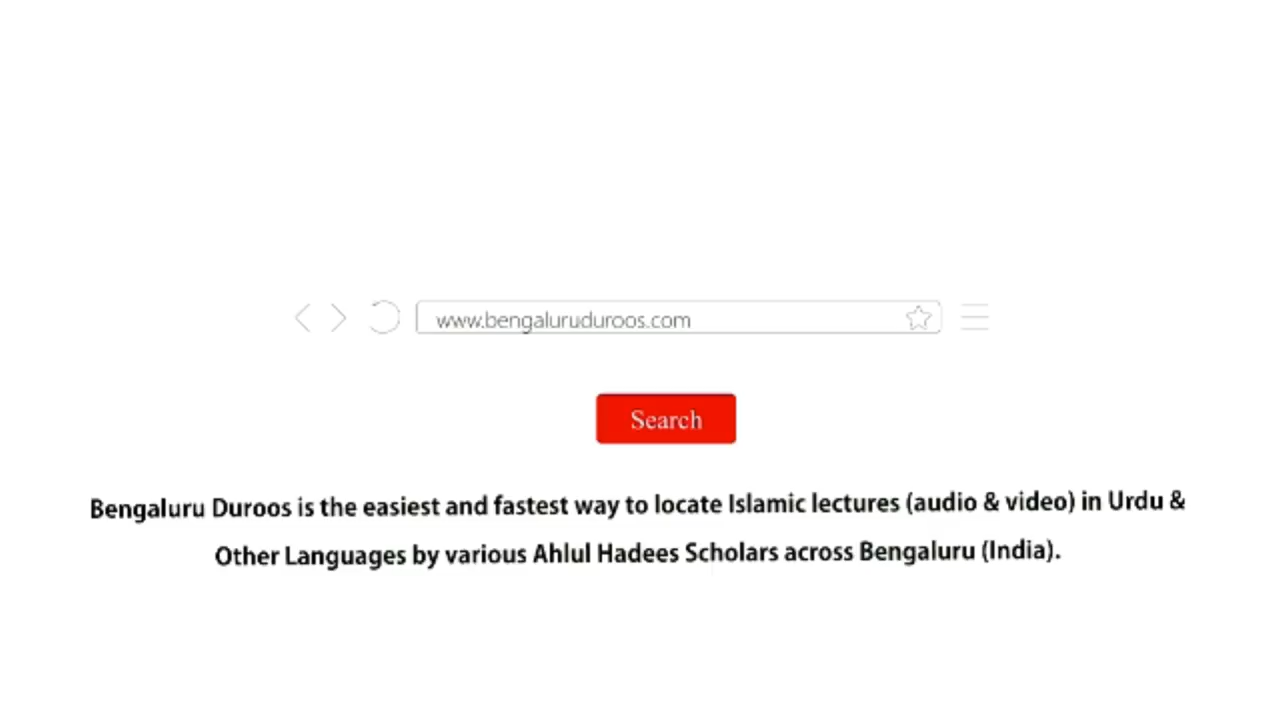 www.bengaluruduroos.com
Search
Bengaluru Duroos is the easiest and fastest way to locate Islamic lectures (audio & video) in Urdu &
Other Languages by various Ahlul Hadees Scholars across Bengaluru (India).